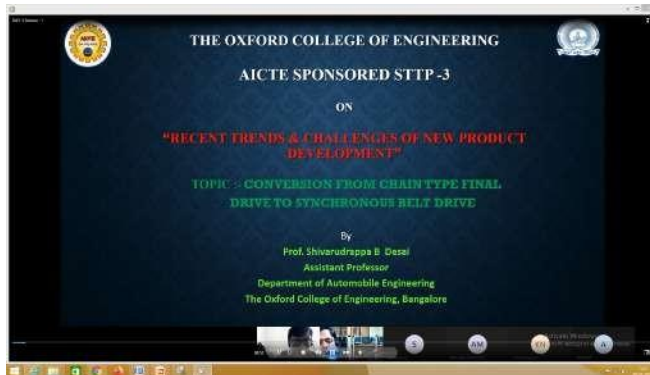 THE OXFORD COLLEGE OF ENGINEERING
AICTE SPONSORED STTP -3
ON
"RECENT TRENDS & CHALLENGES OF NEW PRODUCT
DEVELOPMENT"
TOPIC :- CONVERSION FROM CHAIN TYPE FINAL
DRIVE TO SYNCHRONOUS BELT DRIVE
By
Prof. Shivarudrappa B Desai
Assistant Professor
Department of Automobile Engineering
The Oxford College of Engineering, Bangalore
S
AM
KN
A